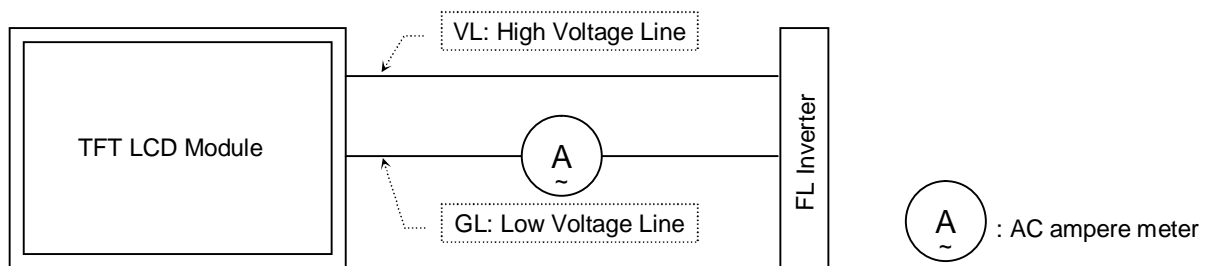 VL: High Voltage Line
TFT LCD Module
A
~
FL Inverter
GL: Low Voltage Line
A
~
: AC ampere meter